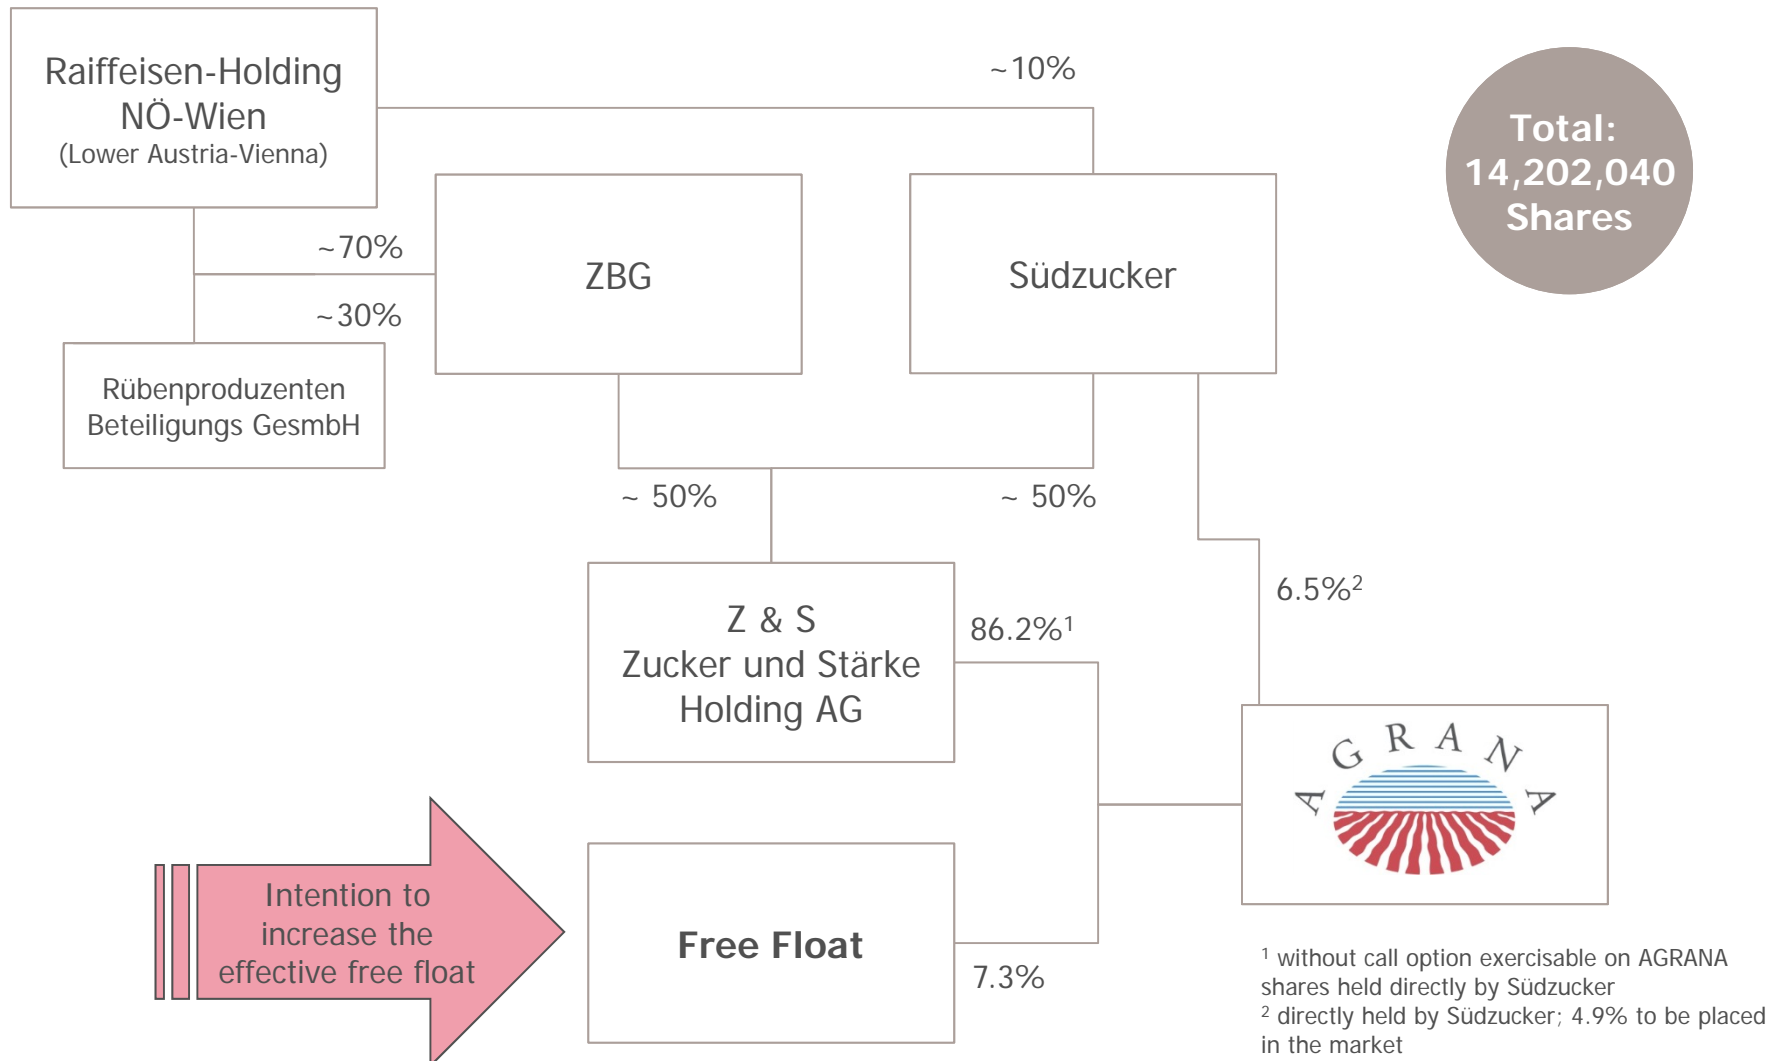 Raiffeisen-Holding
NÖ-Wien
(Lower Austria-Vienna)
~10%
Total:
14,202,040
Shares
~70%
ZBG
Südzucker
~30%
Rübenproduzenten
Beteiligungs GesmbH
~ 50%
~ 50%
6.5%²
Z & S
Zucker und Stärke
Holding AG
86.2%¹
AGRANA
Intention to
increase the
effective free float
Free Float
7.3%
¹ without call option exercisable on AGRANA
shares held directly by Südzucker
² directly held by Südzucker; 4.9% to be placed
in the market